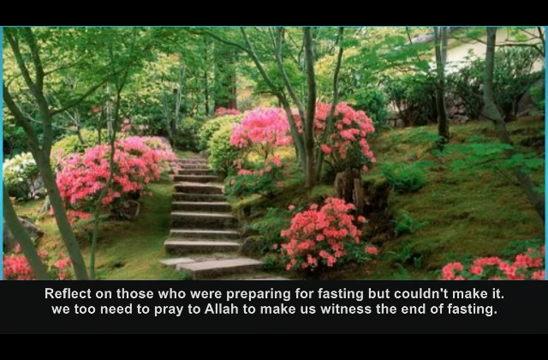 Reflect on those who were preparing for fasting but couldn't make it.
we too need to pray to Allah to make us witness the end of fasting.